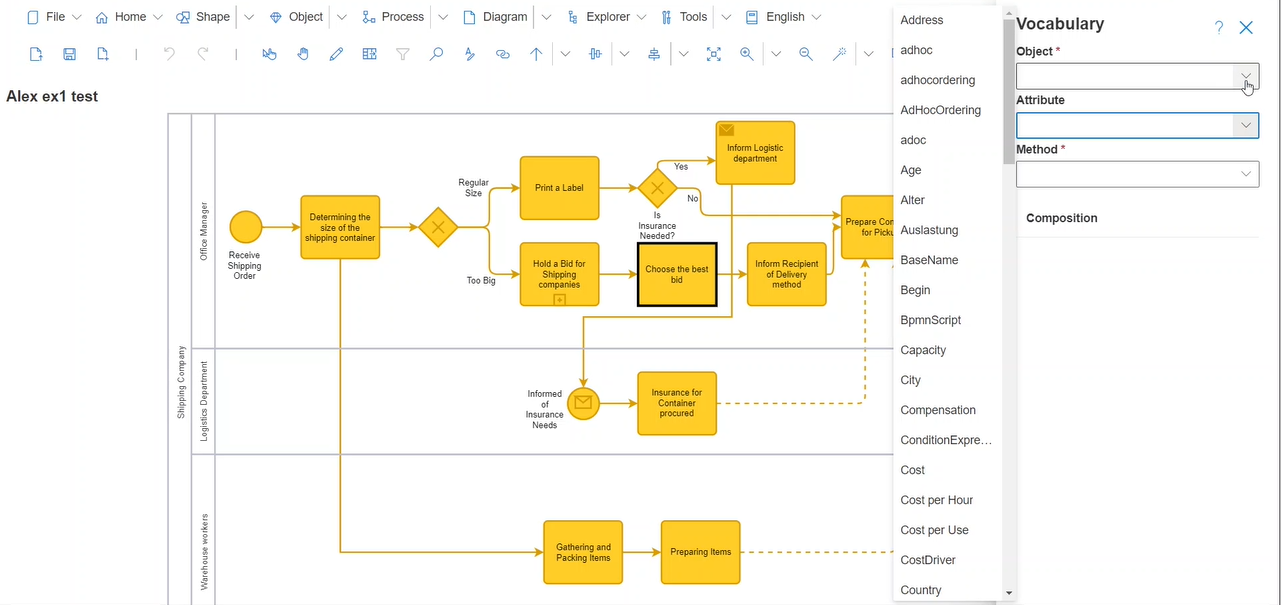 File Home Shape Object Process Diagram Explorer Tools English
Alex ex1 test
Shipping Company
Office Manager
Logistics Department
Warehouse workers
Receive
Shipping
Order
Determining the
size of the
shipping container
Regular
Size
Too Big
Print a Label
Hold a Bid for
Shipping
companies
Is
Insurance
Needed?
Yes
No
Inform Logistic
department
Choose the best
bid
Inform Recipient
of Delivery
method
Prepare Con
for Picku
Informed
of
Insurance
Needs
Insurance for
Container
procured
Gathering and
Packing Items
Preparing Items
Address
adhoc
adhocordering
AdHocOrdering
adoc
Age
Alter
Auslastung
BaseName
Begin
BpmnScript
Capacity
City
Compensation
ConditionExpre...
Cost
Cost per Hour
Cost per Use
CostDriver
Country
Vocabulary ?
Object *
Attribute
Method *
Composition